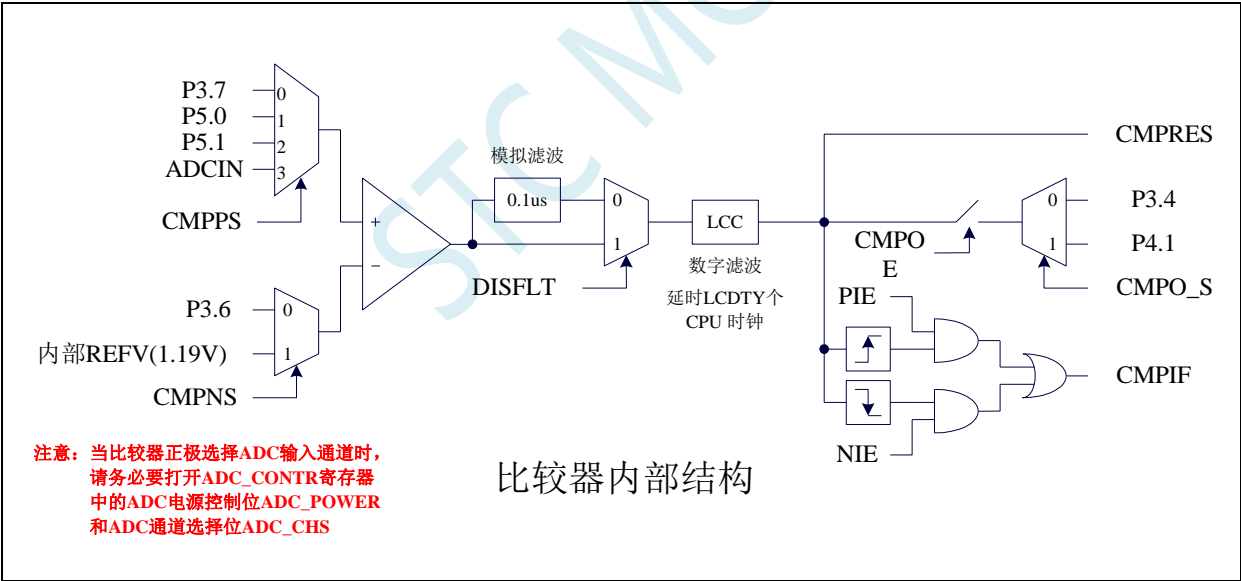 STC MC
P3.7
0
P5.0
1
P5.1
2
ADCIN
3
CMPPS
+
−
P3.6
0
内部REFV(1.19V)
1
CMPNS
模拟滤波
0.1us
0
1
DISFLT
LCC
数字滤波
延时LCDTY个
CPU 时钟
CMPRES
CMPO
E
0
P3.4
1
P4.1
CMPO_S
PIE
NIE
CMPIF
注意：当比较器正极选择ADC输入通道时，
请务必要打开ADC_CONTR寄存器
中的ADC电源控制位ADC_POWER
和ADC通道选择位ADC_CHS
比较器内部结构